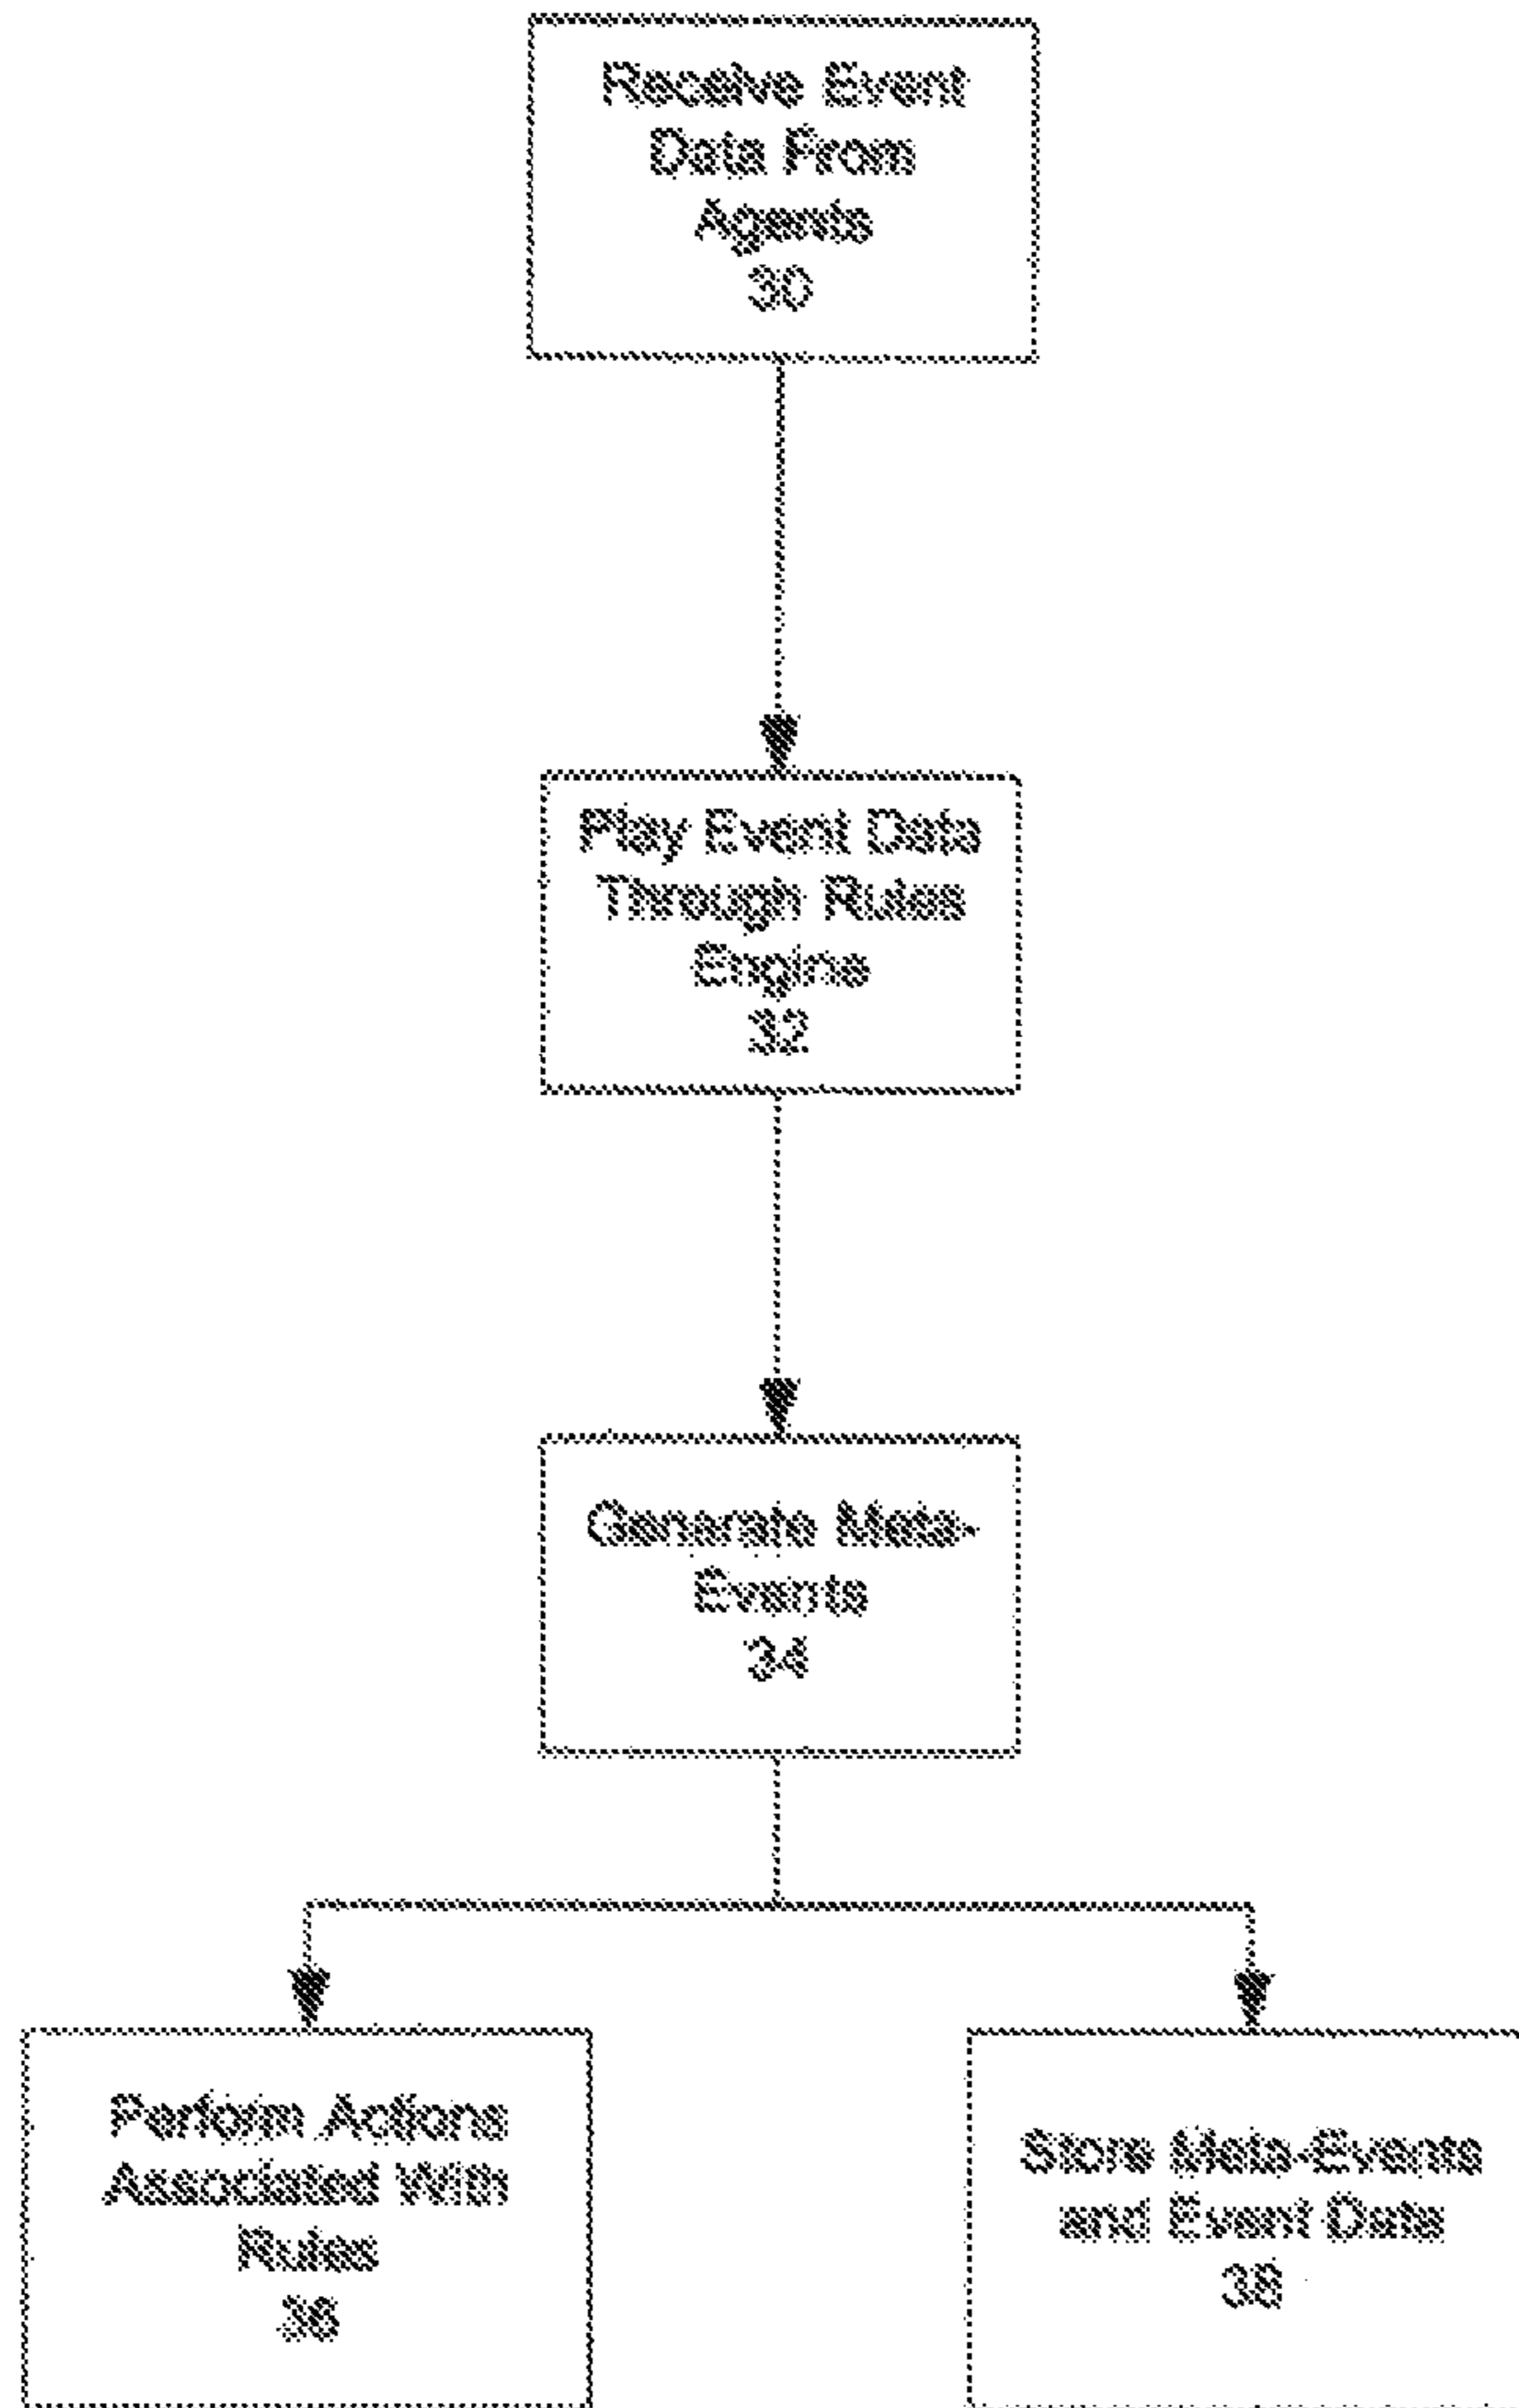 Receive Event
Data From
Agents
30
Play Event Data
Through Rules
Engine
32
Generate Meta-
Events
34
Perform Actions
Associated With
Rules
36
Store Meta-Events
and Event Data
38